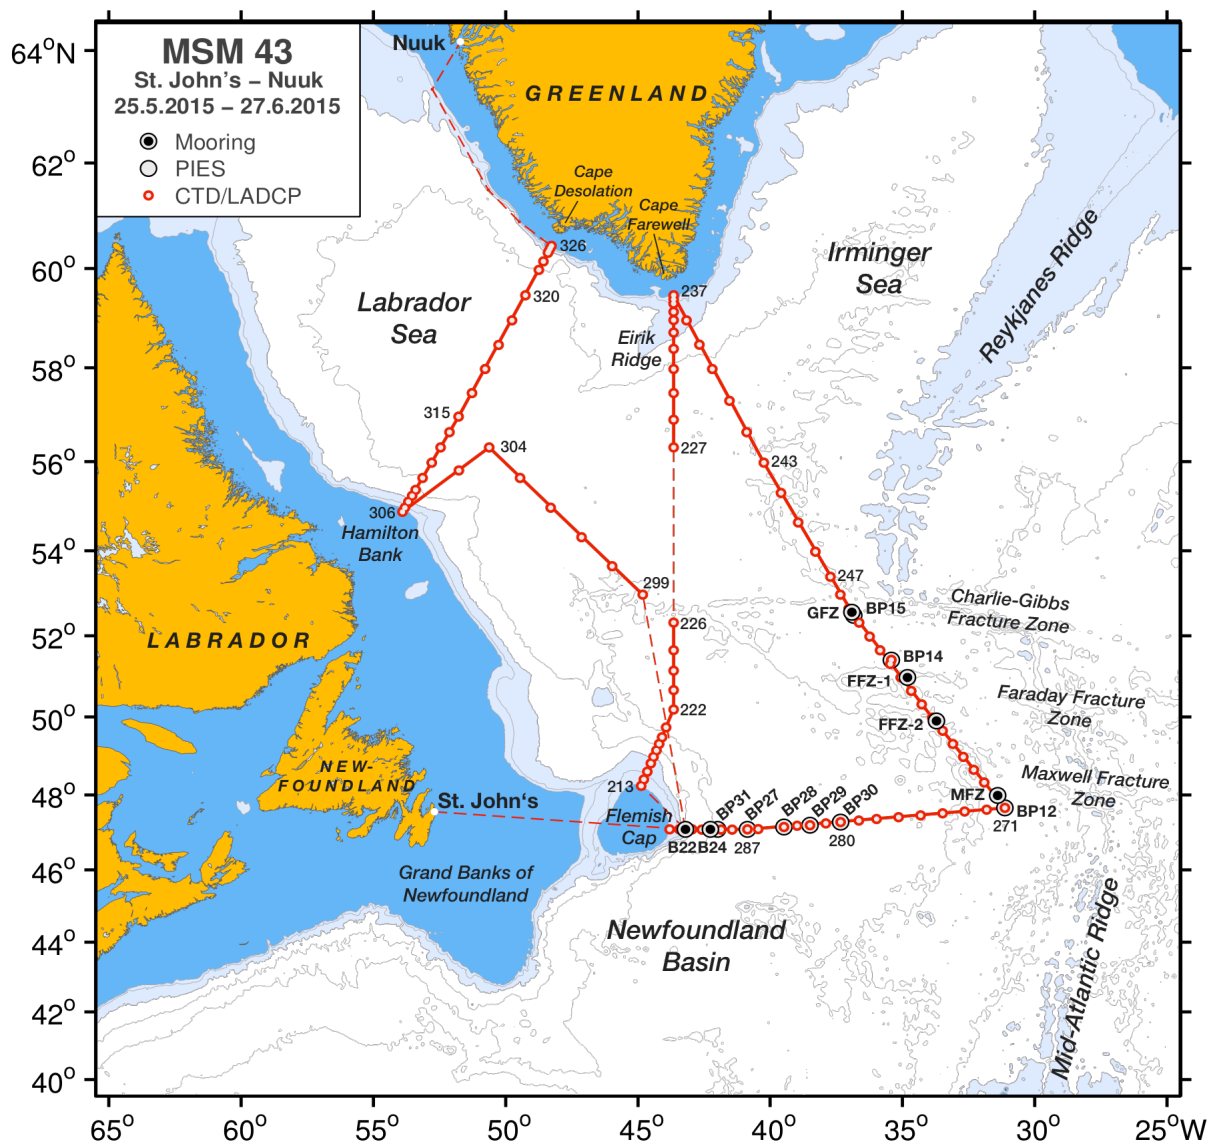 MSM 43
St. John's – Nuuk
25.5.2015 – 27.6.2015
Mooring
PIES
CTD/LADCP
64°N
62°
60°
58°
56°
54°
52°
50°
48°
46°
44°
42°
40°
Nuuk
GREENLAND
Cape
Desolation
Cape
Farewell
326
320
237
Labrador
Sea
Irminger
Sea
Eirik
Ridge
Reykjanes Ridge
315
304
227
243
306
Hamilton
Bank
299
247
GFZ
BP15
Charlie-Gibbs
Fracture Zone
226
LABRADOR
BP14
FFZ-1
222
FFZ-2
Faraday Fracture
Zone
NEW-
FOUNDLAND
St. John‘s
213
Flemish
Cap
BP31
BP27
BP28
BP29
BP30
MFZ
BP12
271
Maxwell Fracture
Zone
B22
B24
287
280
Grand Banks of
Newfoundland
Newfoundland
Basin
Mid-Atlantic Ridge
65°
60°
55°
50°
45°
40°
35°
30°
25°W